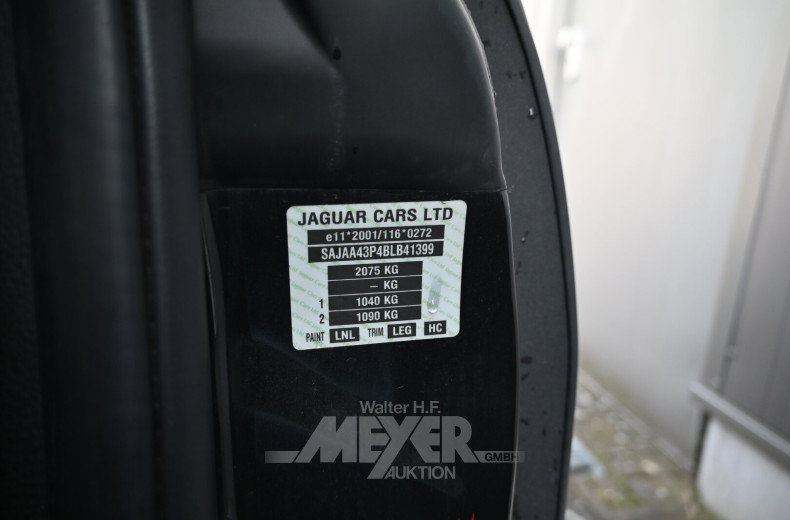 JAGUAR CARS LTD
e11*2001/116*0272
SAJAA43P4BLB41399
2075 KG
– KG
1 1040 KG
2 1090 KG
PAINT LNL TRIM LEG HC
Walter H.F.
MEYER
GMBH
AUKTION